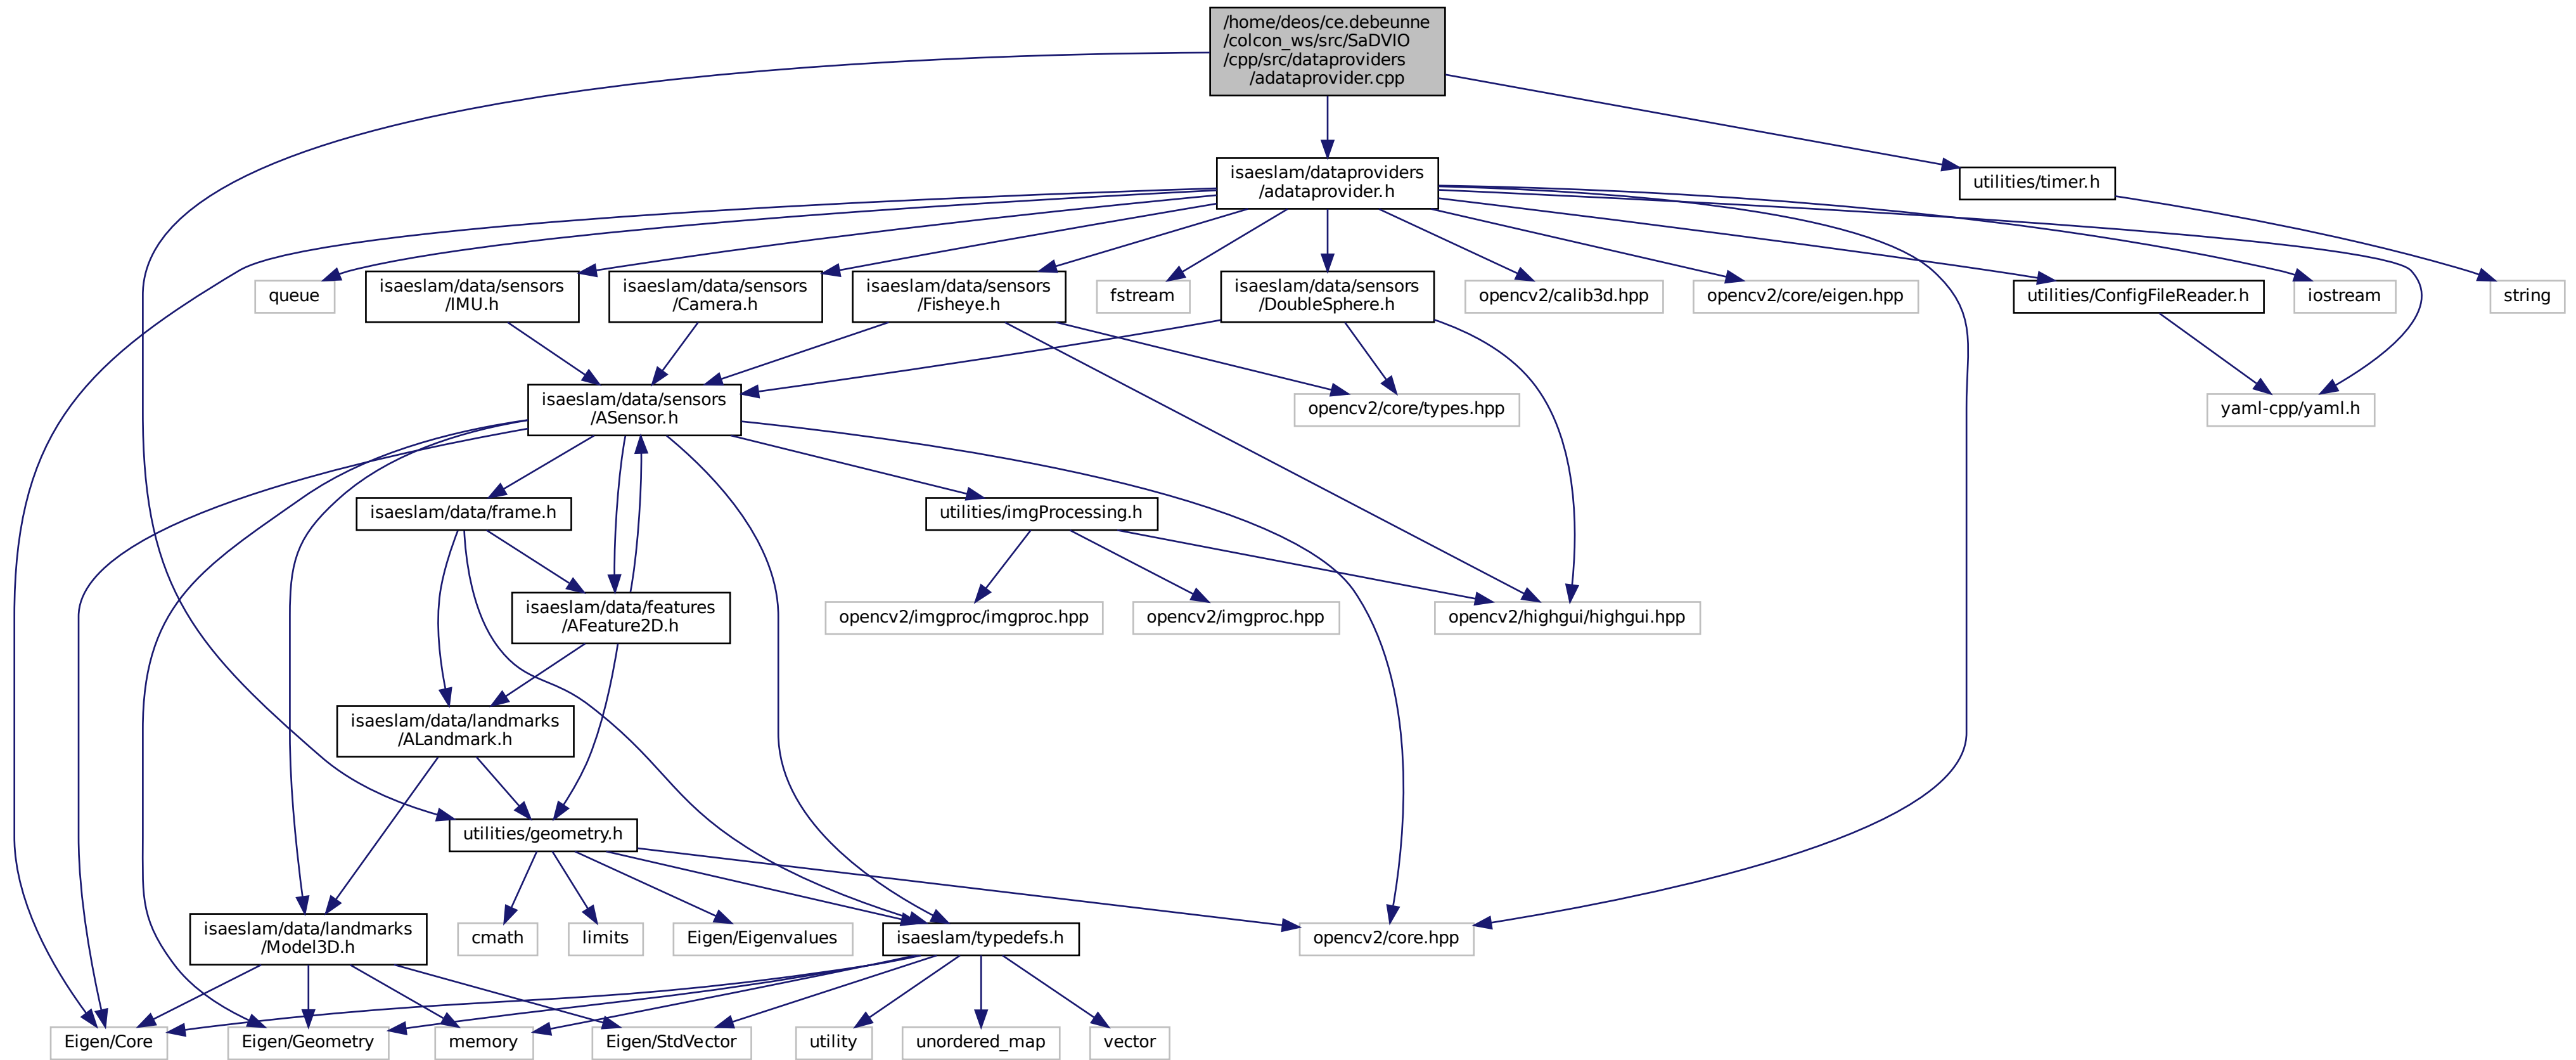 /home/deos/ce.debeunne
/colcon_ws/src/SaDVIO
/cpp/src/dataproviders
/adataprovider.cpp
isaeslam/dataproviders
/adataprovider.h
utilities/timer.h
queue
isaeslam/data/sensors
/IMU.h
isaeslam/data/sensors
/Camera.h
isaeslam/data/sensors
/Fisheye.h
fstream
isaeslam/data/sensors
/DoubleSphere.h
opencv2/calib3d.hpp
opencv2/core/eigen.hpp
utilities/ConfigFileReader.h
iostream
string
isaeslam/data/sensors
/ASensor.h
opencv2/core/types.hpp
yaml-cpp/yaml.h
isaeslam/data/frame.h
utilities/imgProcessing.h
isaeslam/data/features
/AFeature2D.h
opencv2/imgproc/imgproc.hpp
opencv2/imgproc.hpp
opencv2/highgui/highgui.hpp
isaeslam/data/landmarks
/ALandmark.h
utilities/geometry.h
isaeslam/data/landmarks
/Model3D.h
cmath
limits
Eigen/Eigenvalues
isaeslam/typedefs.h
opencv2/core.hpp
Eigen/Core
Eigen/Geometry
memory
Eigen/StdVector
utility
unordered_map
vector